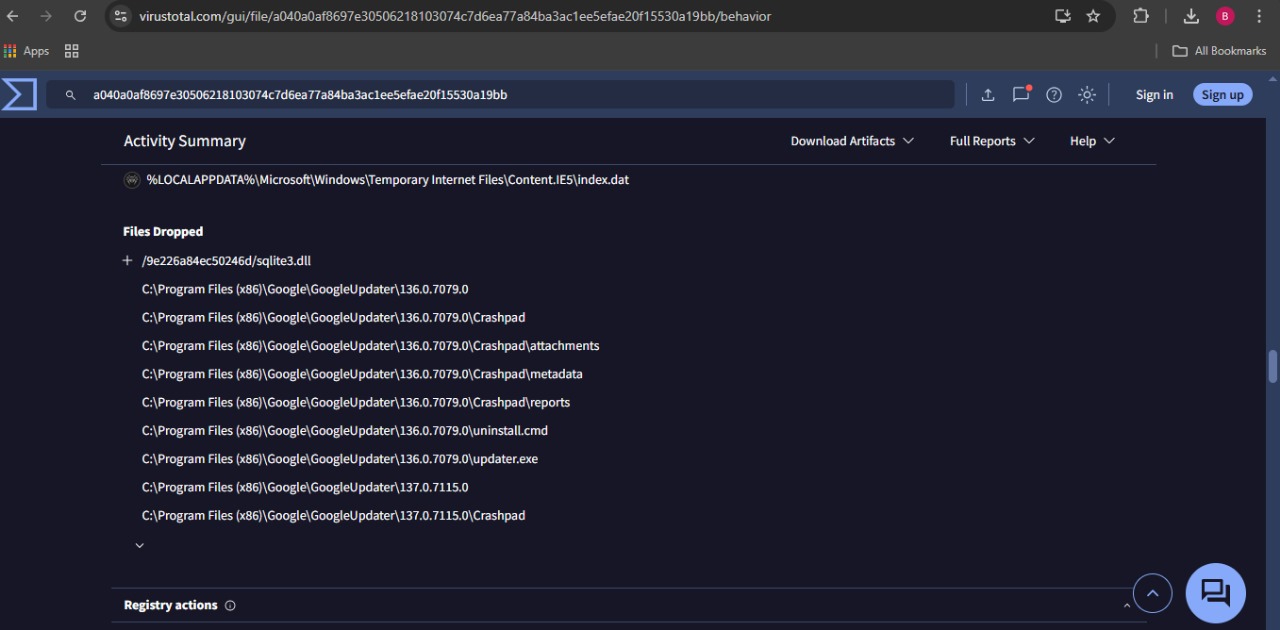 virustotal.com/gui/file/a040a0af8697e30506218103074c7d6ea77a84ba3ac1ee5efae20f15530a19bb/behavior
B
Apps
All Bookmarks
a040a0af8697e30506218103074c7d6ea77a84ba3ac1ee5efae20f15530a19bb
Sign in
Sign up
Activity Summary
Download Artifacts
Full Reports
Help
%LOCALAPPDATA%\Microsoft\Windows\Temporary Internet Files\Content.IE5\index.dat
Files Dropped
/9e226a84ec50246d/sqlite3.dll
C:\Program Files (x86)\Google\GoogleUpdater\136.0.7079.0
C:\Program Files (x86)\Google\GoogleUpdater\136.0.7079.0\Crashpad
C:\Program Files (x86)\Google\GoogleUpdater\136.0.7079.0\Crashpad\attachments
C:\Program Files (x86)\Google\GoogleUpdater\136.0.7079.0\Crashpad\metadata
C:\Program Files (x86)\Google\GoogleUpdater\136.0.7079.0\Crashpad\reports
C:\Program Files (x86)\Google\GoogleUpdater\136.0.7079.0\uninstall.cmd
C:\Program Files (x86)\Google\GoogleUpdater\136.0.7079.0\updater.exe
C:\Program Files (x86)\Google\GoogleUpdater\137.0.7115.0
C:\Program Files (x86)\Google\GoogleUpdater\137.0.7115.0\Crashpad
Registry actions